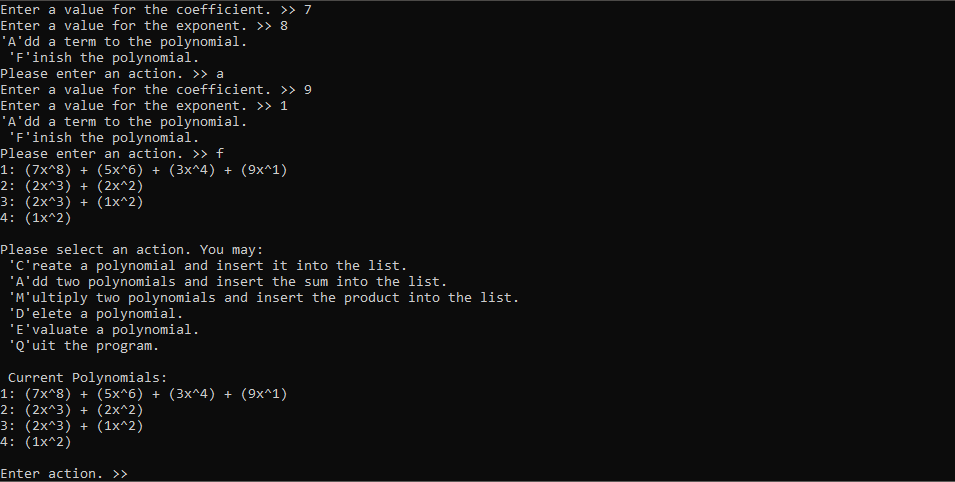 Enter a value for the coefficient. >> 7
Enter a value for the exponent. >> 8
'A'dd a term to the polynomial.
 'F'inish the polynomial.
Please enter an action. >> a
Enter a value for the coefficient. >> 9
Enter a value for the exponent. >> 1
'A'dd a term to the polynomial.
 'F'inish the polynomial.
Please enter an action. >> f
1: (7x^8) + (5x^6) + (3x^4) + (9x^1)
2: (2x^3) + (2x^2)
3: (2x^3) + (1x^2)
4: (1x^2)

Please select an action. You may:
 'C'reate a polynomial and insert it into the list.
 'A'dd two polynomials and insert the sum into the list.
 'M'ultiply two polynomials and insert the product into the list.
 'D'elete a polynomial.
 'E'valuate a polynomial.
 'Q'uit the program.

 Current Polynomials:
1: (7x^8) + (5x^6) + (3x^4) + (9x^1)
2: (2x^3) + (2x^2)
3: (2x^3) + (1x^2)
4: (1x^2)

Enter action. >>